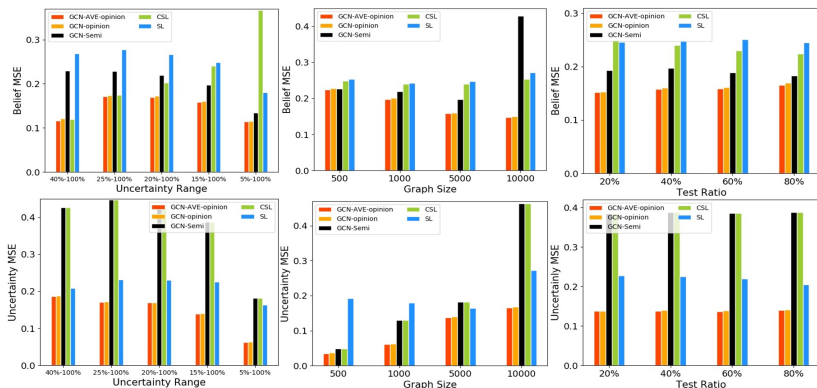 GCN-AVE-opinion
GCN-opinion
GCN-Semi
CSL
SL
Belief MSE
0.3
0.2
0.1
0.0
40%-100% 25%-100% 20%-100% 15%-100% 5%-100%
Uncertainty Range
GCN-AVE-opinion
GCN-opinion
GCN-Semi
CSL
SL
Belief MSE
0.4
0.3
0.2
0.1
0.0
500 1000 5000 10000
Graph Size
GCN-AVE-opinion
GCN-opinion
GCN-Semi
CSL
SL
Belief MSE
0.3
0.2
0.1
0.0
20% 40% 60% 80%
Test Ratio
GCN-AVE-opinion
GCN-opinion
GCN-Semi
CSL
SL
Uncertainty MSE
0.4
0.3
0.2
0.1
0.0
40%-100% 25%-100% 20%-100% 15%-100% 5%-100%
Uncertainty Range
GCN-AVE-opinion
GCN-opinion
GCN-Semi
CSL
SL
Uncertainty MSE
0.4
0.3
0.2
0.1
0.0
500 1000 5000 10000
Graph Size
GCN-AVE-opinion
GCN-opinion
GCN-Semi
CSL
SL
Uncertainty MSE
0.4
0.3
0.2
0.1
0.0
20% 40% 60% 80%
Test Ratio